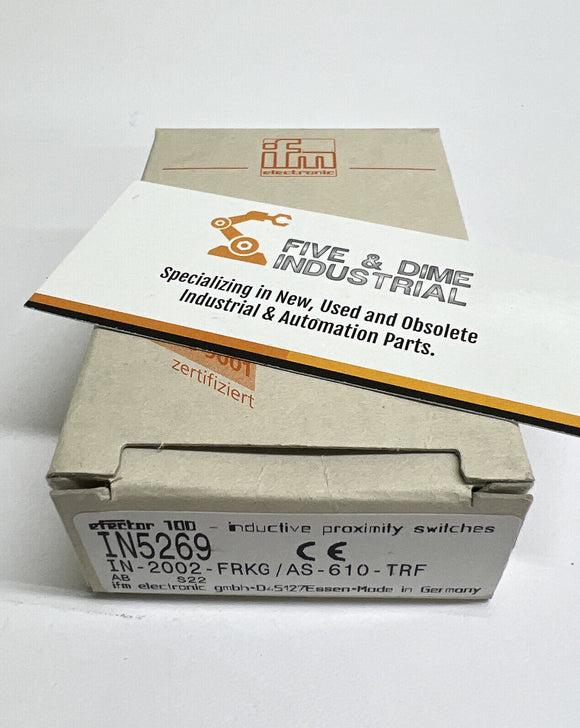 ifm
electronic
FIVE & DIME
INDUSTRIAL
Specializing in New, Used and Obsolete
Industrial & Automation Parts.
9001
zertifiziert
efector 100 - inductive proximity switches
IN5269 CE
IN-2002-FRKG/AS-610-TRF
AB S22
ifm electronic gmbh•D-45127Essen•Made in Germany